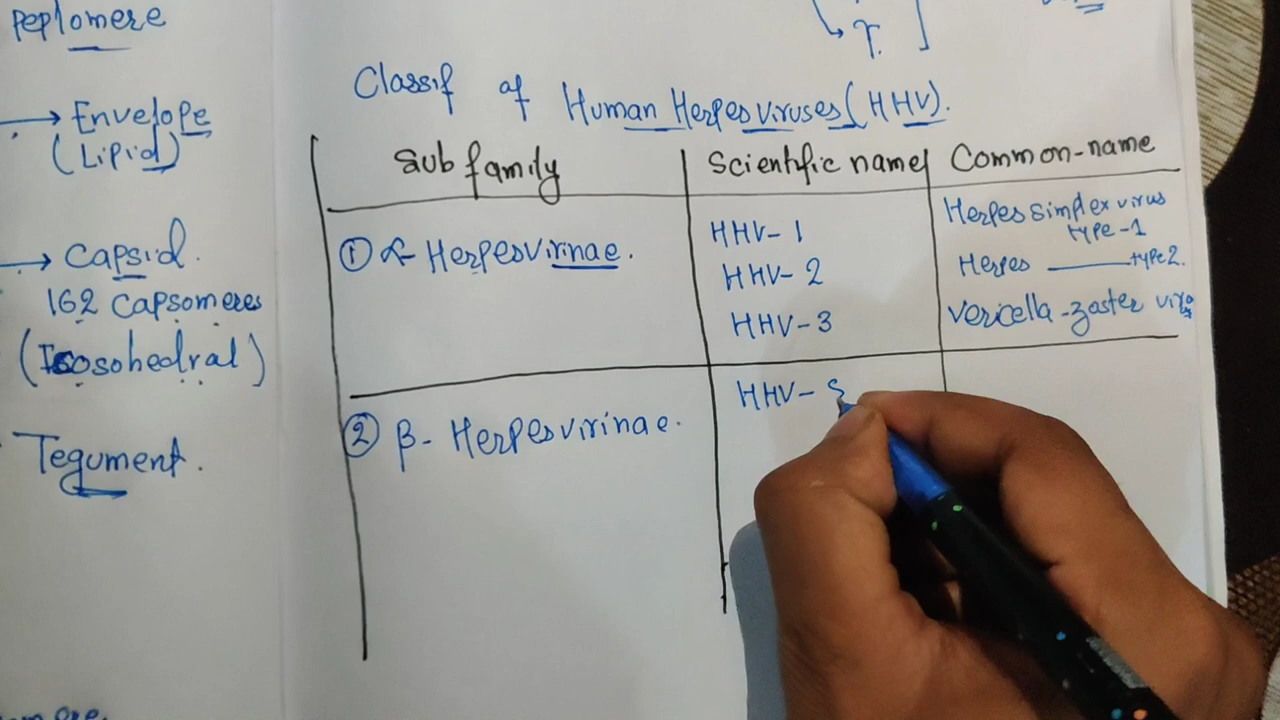 Peplomere
Envelope
(Lipid)
Capsid.
162 Capsomeres
(Icosohedral)
Tegument.
T.
Classif of Human Herpesviruses (HHV).
Sub family Scientific name Common-name
① α- Herpesvirinae. HHV-1 Herpes simplex virus type-1
HHV-2 Herpes type 2.
HHV-3 Vericella-zoster virus
② β- Herpesvirinae. HHV-